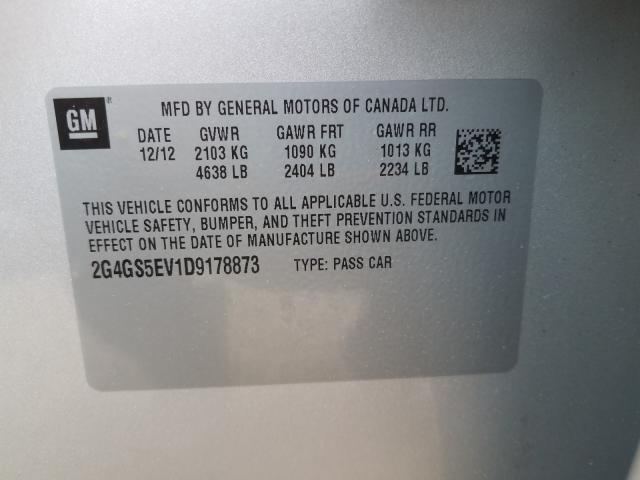 GM
MFD BY GENERAL MOTORS OF CANADA LTD.
DATE GVWR GAWR FRT GAWR RR
12/12 2103 KG 1090 KG 1013 KG
4638 LB 2404 LB 2234 LB
THIS VEHICLE CONFORMS TO ALL APPLICABLE U.S. FEDERAL MOTOR
VEHICLE SAFETY, BUMPER, AND THEFT PREVENTION STANDARDS IN
EFFECT ON THE DATE OF MANUFACTURE SHOWN ABOVE.
2G4GS5EV1D9178873 TYPE: PASS CAR